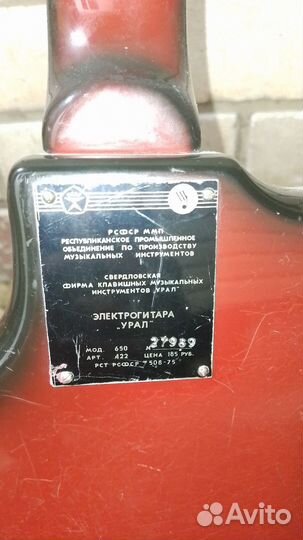 РСФСР ММП
РЕСПУБЛИКАНСКОЕ ПРОМЫШЛЕННОЕ
ОБЪЕДИНЕНИЕ ПО ПРОИЗВОДСТВУ
МУЗЫКАЛЬНЫХ ИНСТРУМЕНТОВ
СВЕРДЛОВСКАЯ
ФИРМА КЛАВИШНЫХ МУЗЫКАЛЬНЫХ
ИНСТРУМЕНТОВ "УРАЛ"
ЭЛЕКТРОГИТАРА
„УРАЛ"
МОД. 650 № 27989
АРТ. 422 ЦЕНА 185 РУБ.
РСТ РСФСР 508-75
Avito